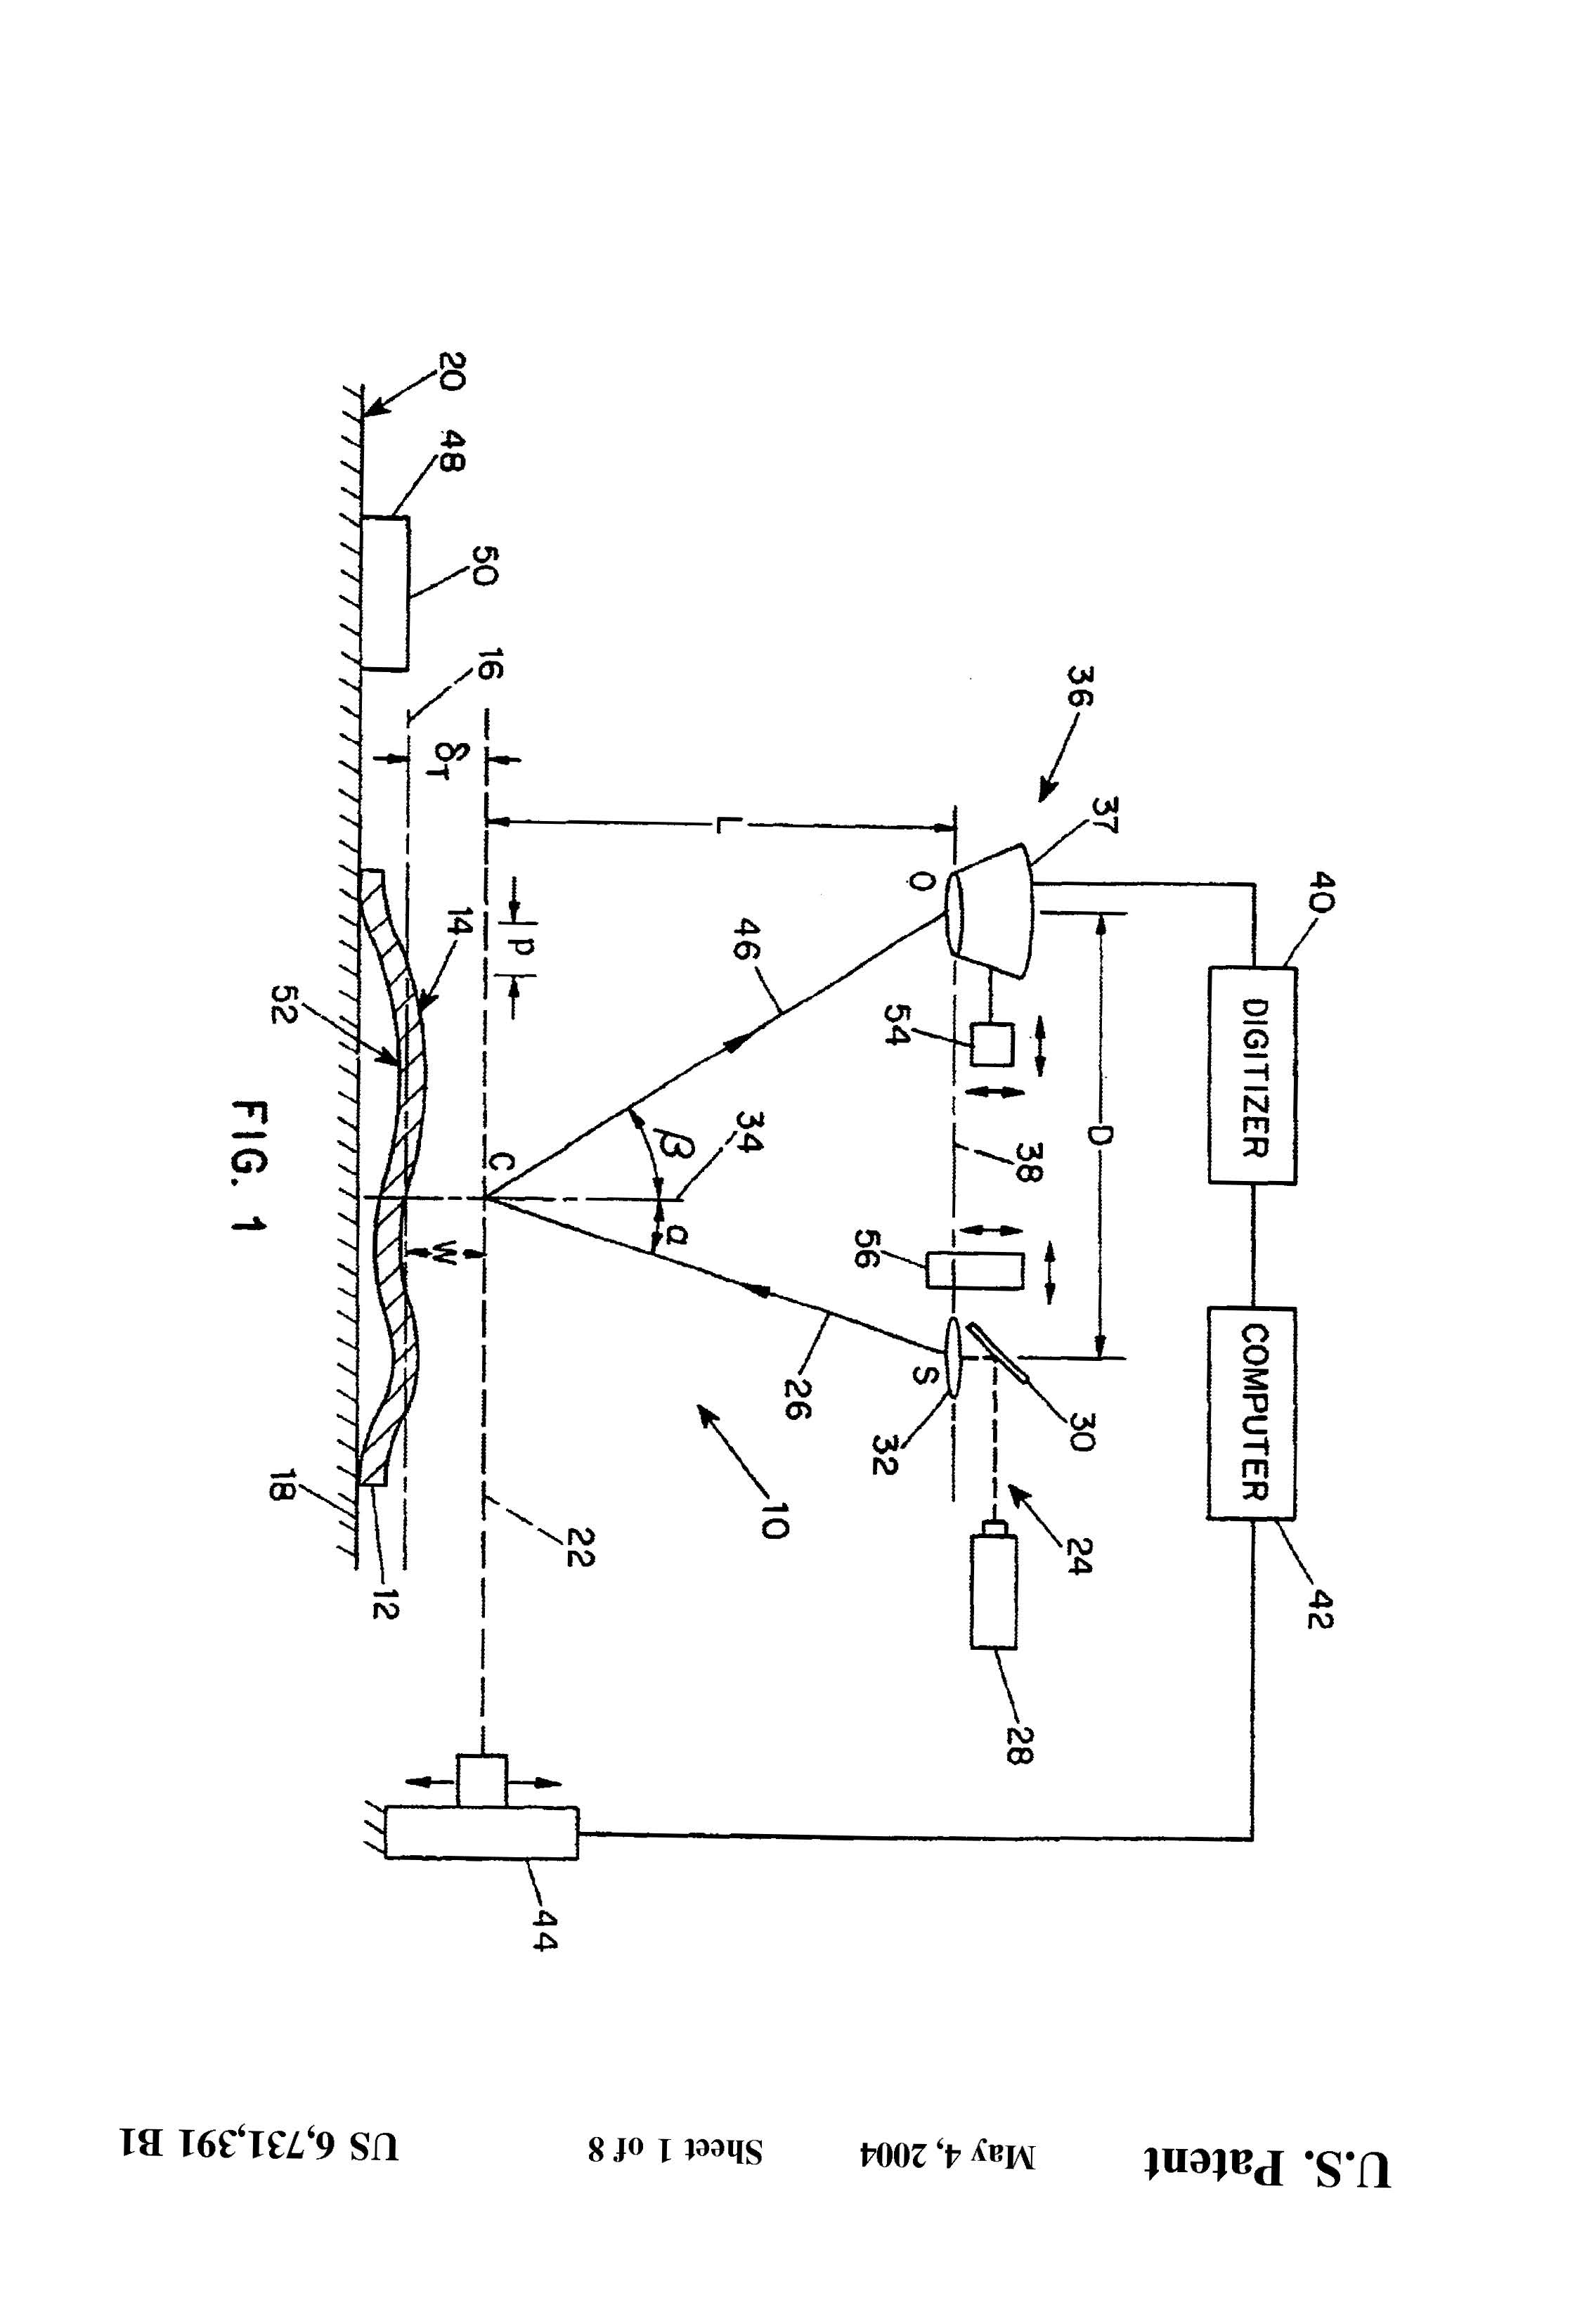 U.S. Patent
May 4, 2004
Sheet 1 of 8
US 6,731,391 B1
40
DIGITIZER
COMPUTER
42
36
37
D
O
54
38
56
S
30
32
24
28
L
46
34
β
α
26
10
C
20
48
50
16
δT
p
14
W
22
52
18
12
44
FIG. 1